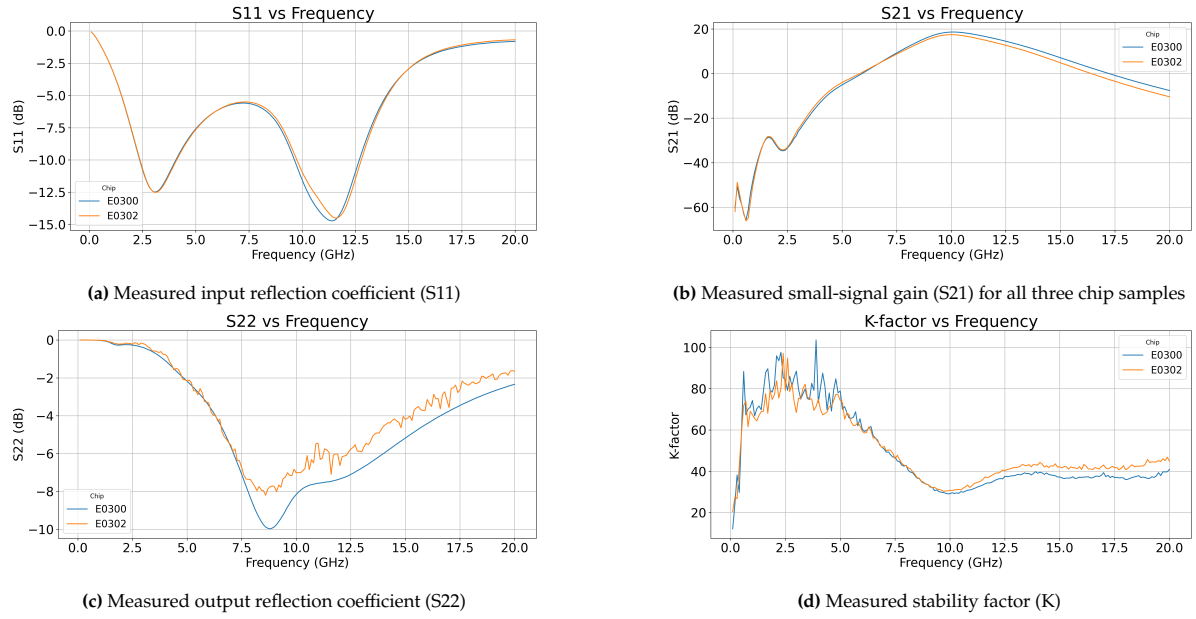 S11 vs Frequency
0.0
−2.5
−5.0
−7.5
−10.0
−12.5
−15.0
S11 (dB)
Chip
E0300
E0302
0.0 2.5 5.0 7.5 10.0 12.5 15.0 17.5 20.0
Frequency (GHz)
(a) Measured input reflection coefficient (S11)
S21 vs Frequency
20
0
−20
−40
−60
S21 (dB)
Chip
E0300
E0302
0.0 2.5 5.0 7.5 10.0 12.5 15.0 17.5 20.0
Frequency (GHz)
(b) Measured small-signal gain (S21) for all three chip samples
S22 vs Frequency
0
−2
−4
−6
−8
−10
S22 (dB)
Chip
E0300
E0302
0.0 2.5 5.0 7.5 10.0 12.5 15.0 17.5 20.0
Frequency (GHz)
(c) Measured output reflection coefficient (S22)
K-factor vs Frequency
100
80
60
40
20
K-factor
Chip
E0300
E0302
0.0 2.5 5.0 7.5 10.0 12.5 15.0 17.5 20.0
Frequency (GHz)
(d) Measured stability factor (K)